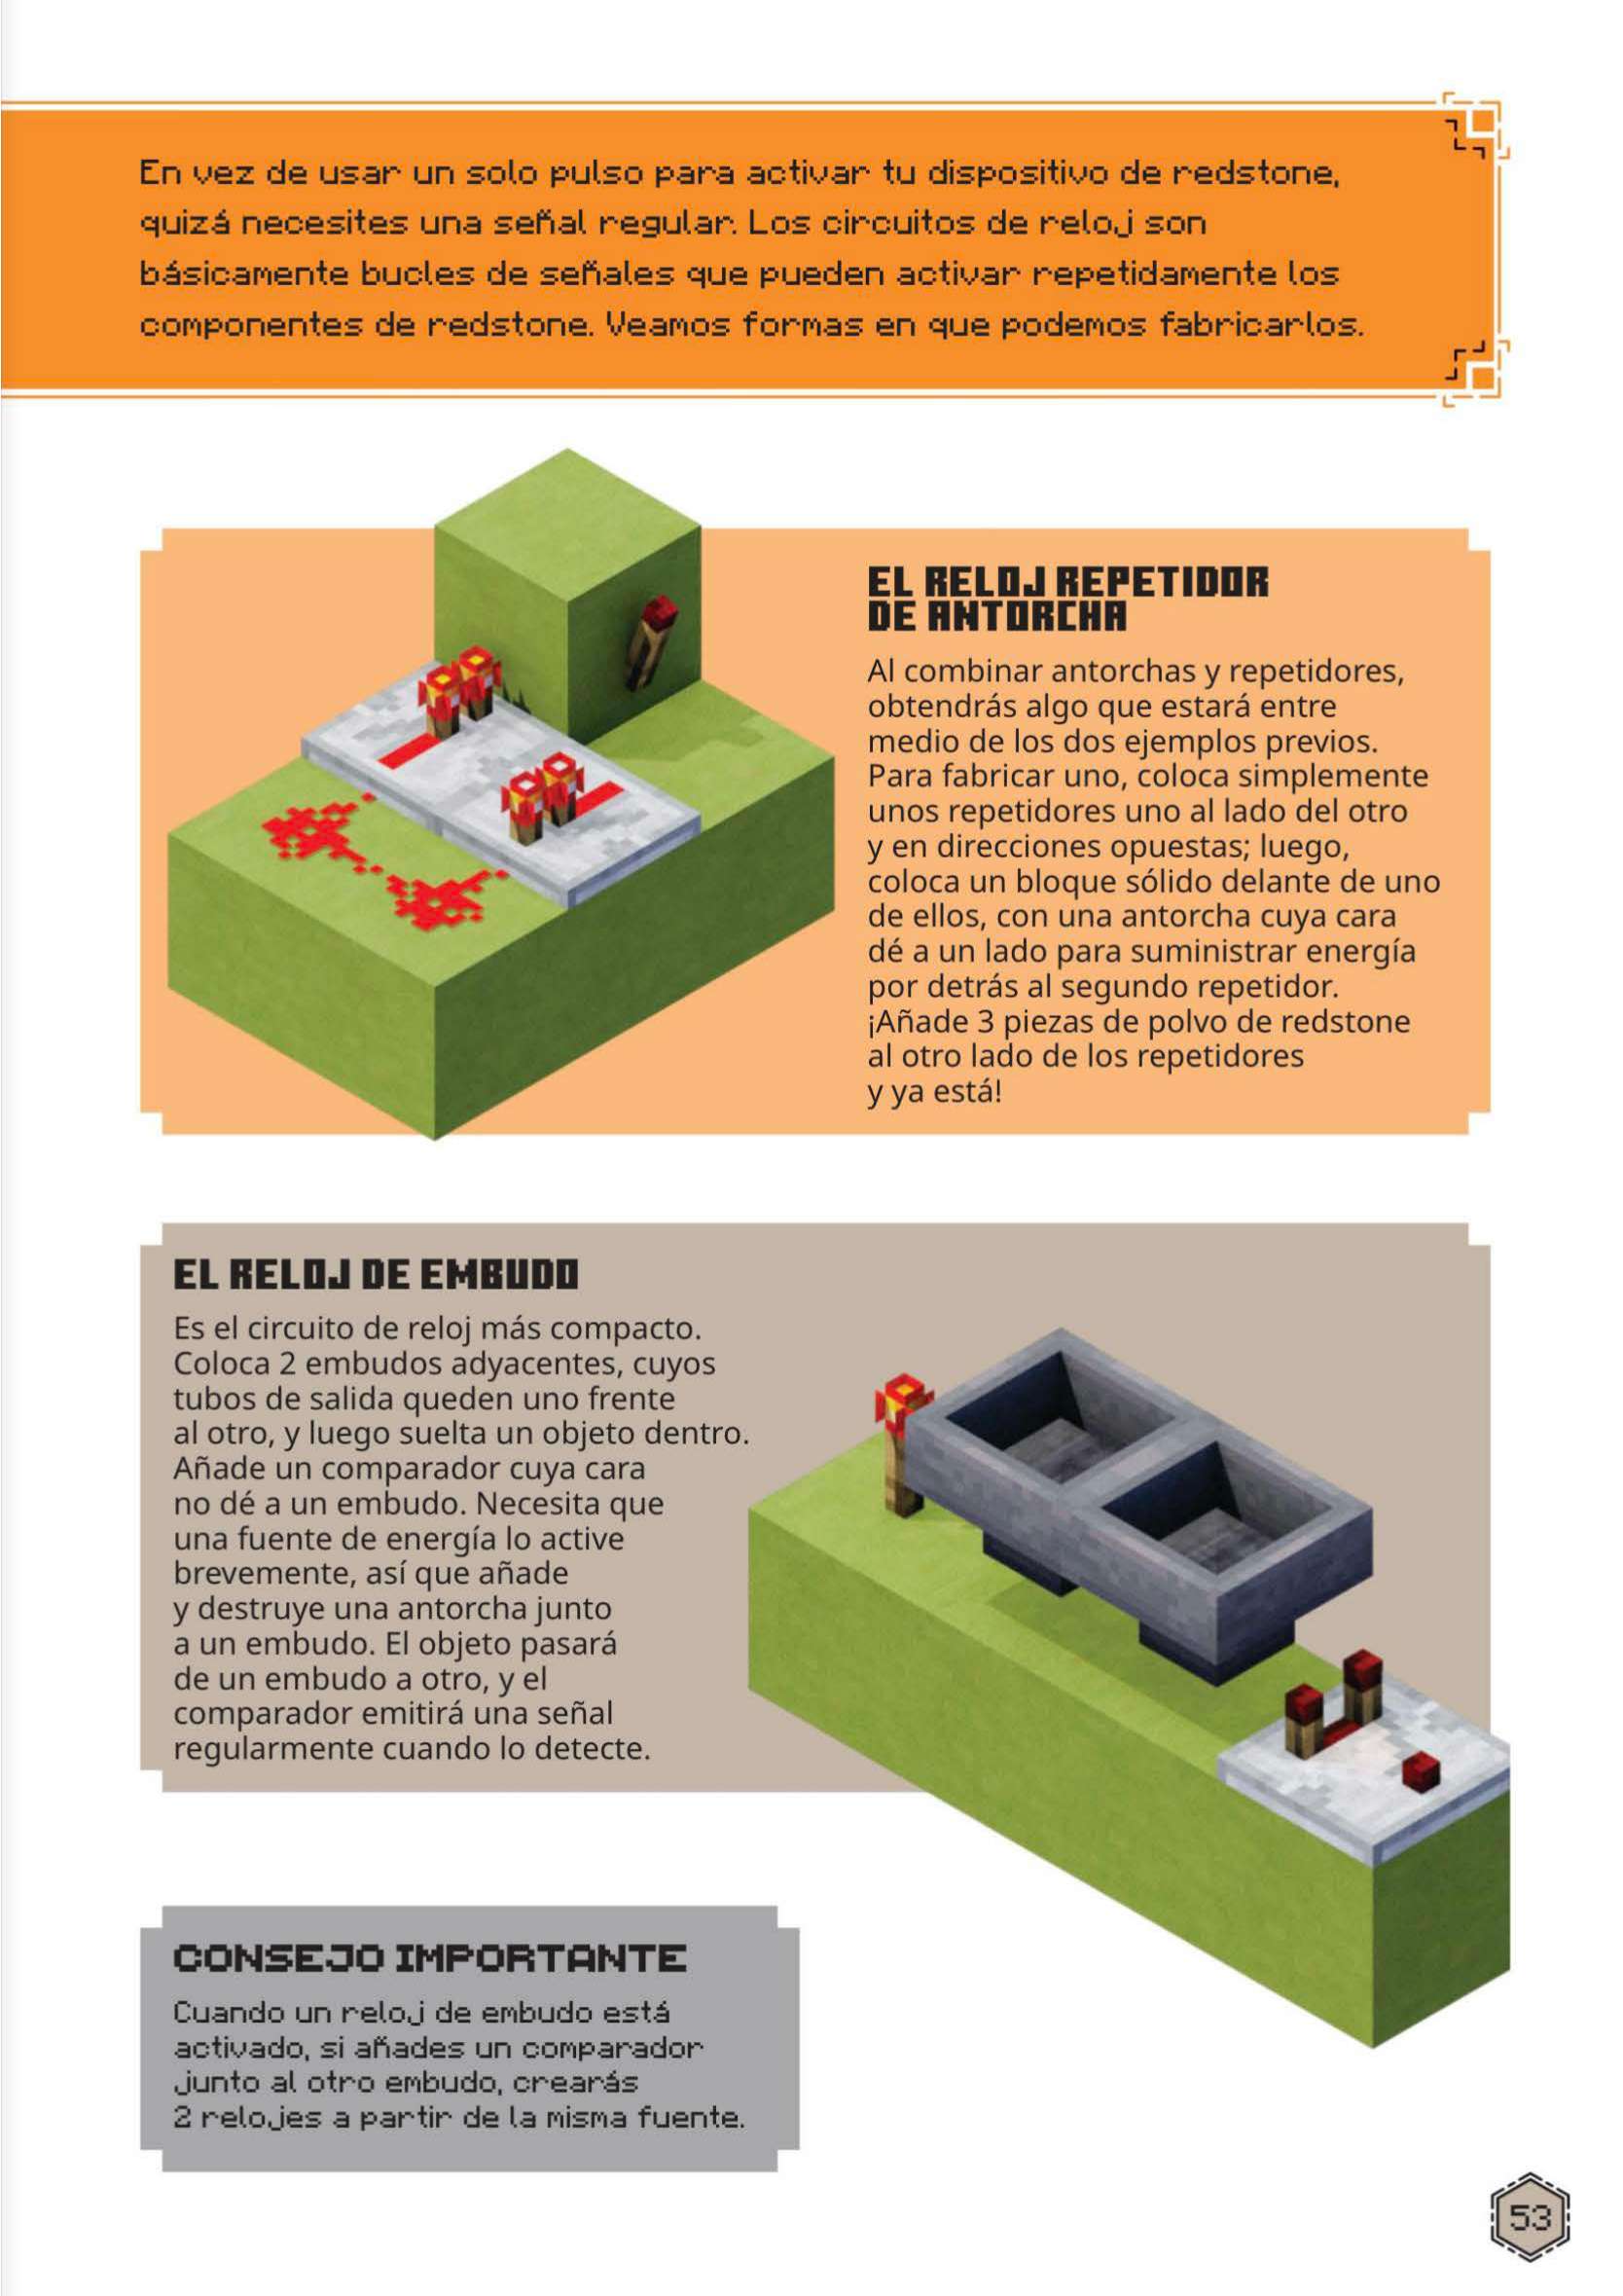 En vez de usar un solo pulso para activar tu dispositivo de redstone,
quizá necesites una señal regular. Los circuitos de reloj son
básicamente bucles de señales que pueden activar repetidamente los
componentes de redstone. Veamos formas en que podemos fabricarlos.
EL RELOJ REPETIDOR
DE ANTORCHA
Al combinar antorchas y repetidores,
obtendrás algo que estará entre
medio de los dos ejemplos previos.
Para fabricar uno, coloca simplemente
unos repetidores uno al lado del otro
y en direcciones opuestas; luego,
coloca un bloque sólido delante de uno
de ellos, con una antorcha cuya cara
dé a un lado para suministrar energía
por detrás al segundo repetidor.
¡Añade 3 piezas de polvo de redstone
al otro lado de los repetidores
y ya está!
EL RELOJ DE EMBUDO
Es el circuito de reloj más compacto.
Coloca 2 embudos adyacentes, cuyos
tubos de salida queden uno frente
al otro, y luego suelta un objeto dentro.
Añade un comparador cuya cara
no dé a un embudo. Necesita que
una fuente de energía lo active
brevemente, así que añade
y destruye una antorcha junto
a un embudo. El objeto pasará
de un embudo a otro, y el
comparador emitirá una señal
regularmente cuando lo detecte.
CONSEJO IMPORTANTE
Cuando un reloj de embudo está
activado, si añades un comparador
junto al otro embudo, crearás
2 relojes a partir de la misma fuente.
53